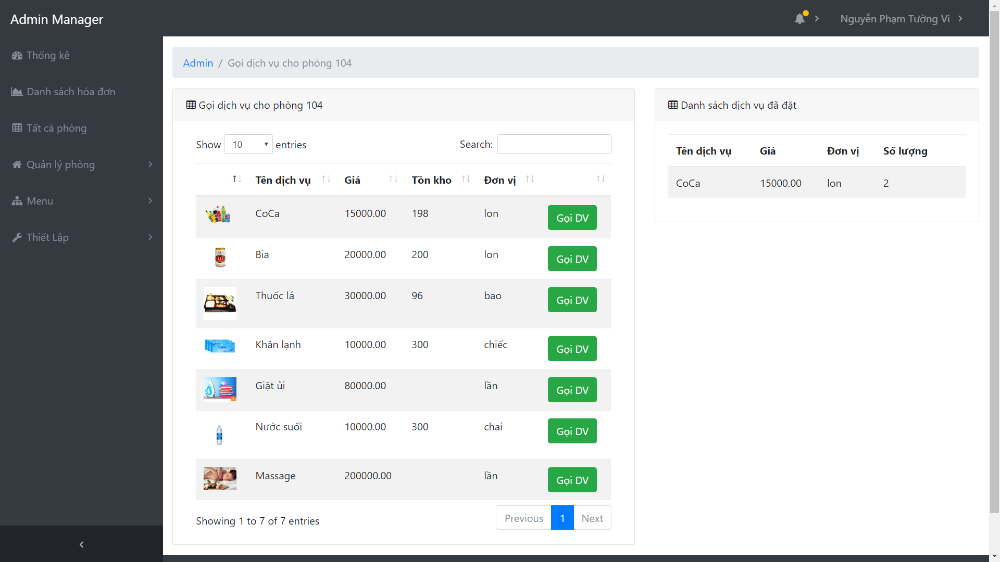 Admin Manager
Nguyễn Phạm Tường Vi
Thống kê
Danh sách hóa đơn
Tất cả phòng
Quản lý phòng
Menu
Thiết Lập
Admin / Gọi dịch vụ cho phòng 104
Gọi dịch vụ cho phòng 104
Show 10 entries
Search:
Tên dịch vụ Giá Tồn kho Đơn vị
CoCa 15000.00 198 lon Gọi DV
Bia 20000.00 200 lon Gọi DV
Thuốc lá 30000.00 96 bao Gọi DV
Khăn lạnh 10000.00 300 chiếc Gọi DV
Giặt ủi 80000.00 lần Gọi DV
Nước suối 10000.00 300 chai Gọi DV
Massage 200000.00 lần Gọi DV
Showing 1 to 7 of 7 entries
Previous 1 Next
Danh sách dịch vụ đã đặt
Tên dịch vụ Giá Đơn vị Số lượng
CoCa 15000.00 lon 2